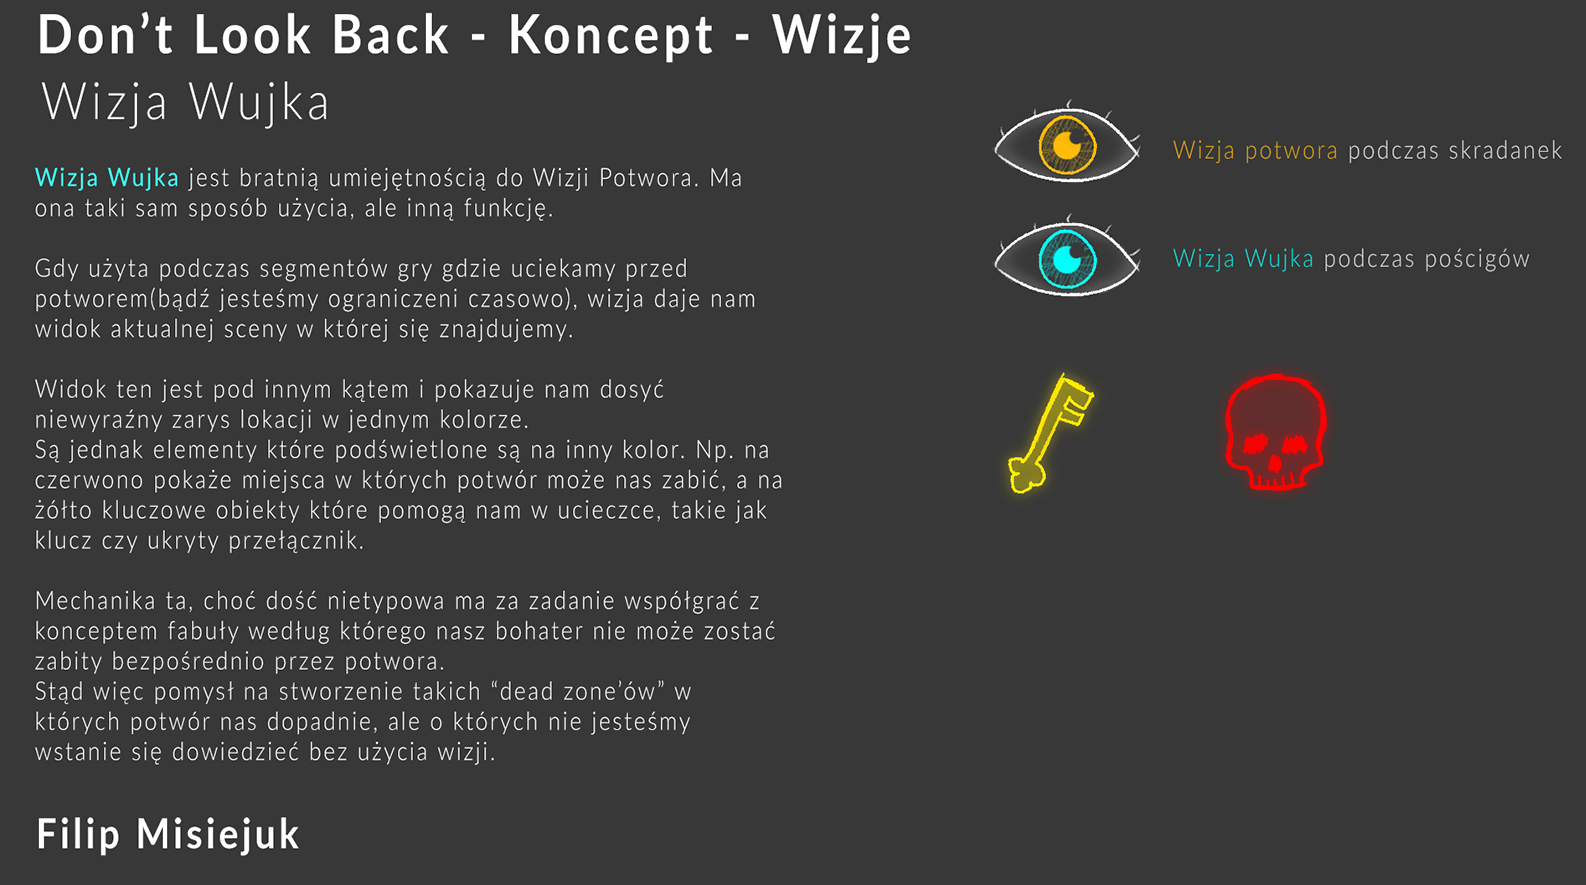 Don’t Look Back - Koncept - Wizje
Wizja Wujka
Wizja Wujka jest bratnią umiejętnością do Wizji Potwora. Ma
ona taki sam sposób użycia, ale inną funkcję.
Gdy użyta podczas segmentów gry gdzie uciekamy przed
potworem(bądź jesteśmy ograniczeni czasowo), wizja daje nam
widok aktualnej sceny w której się znajdujemy.
Widok ten jest pod innym kątem i pokazuje nam dosyć
niewyraźny zarys lokacji w jednym kolorze.
Są jednak elementy które podświetlone są na inny kolor. Np. na
czerwono pokaże miejsca w których potwór może nas zabić, a na
żółto kluczowe obiekty które pomogą nam w ucieczce, takie jak
klucz czy ukryty przełącznik.
Mechanika ta, choć dość nietypowa ma za zadanie współgrać z
konceptem fabuły według którego nasz bohater nie może zostać
zabity bezpośrednio przez potwora.
Stąd więc pomysł na stworzenie takich “dead zone’ów” w
których potwór nas dopadnie, ale o których nie jesteśmy
wstanie się dowiedzieć bez użycia wizji.
Filip Misiejuk
Wizja potwora podczas skradanek
Wizja Wujka podczas pościgów